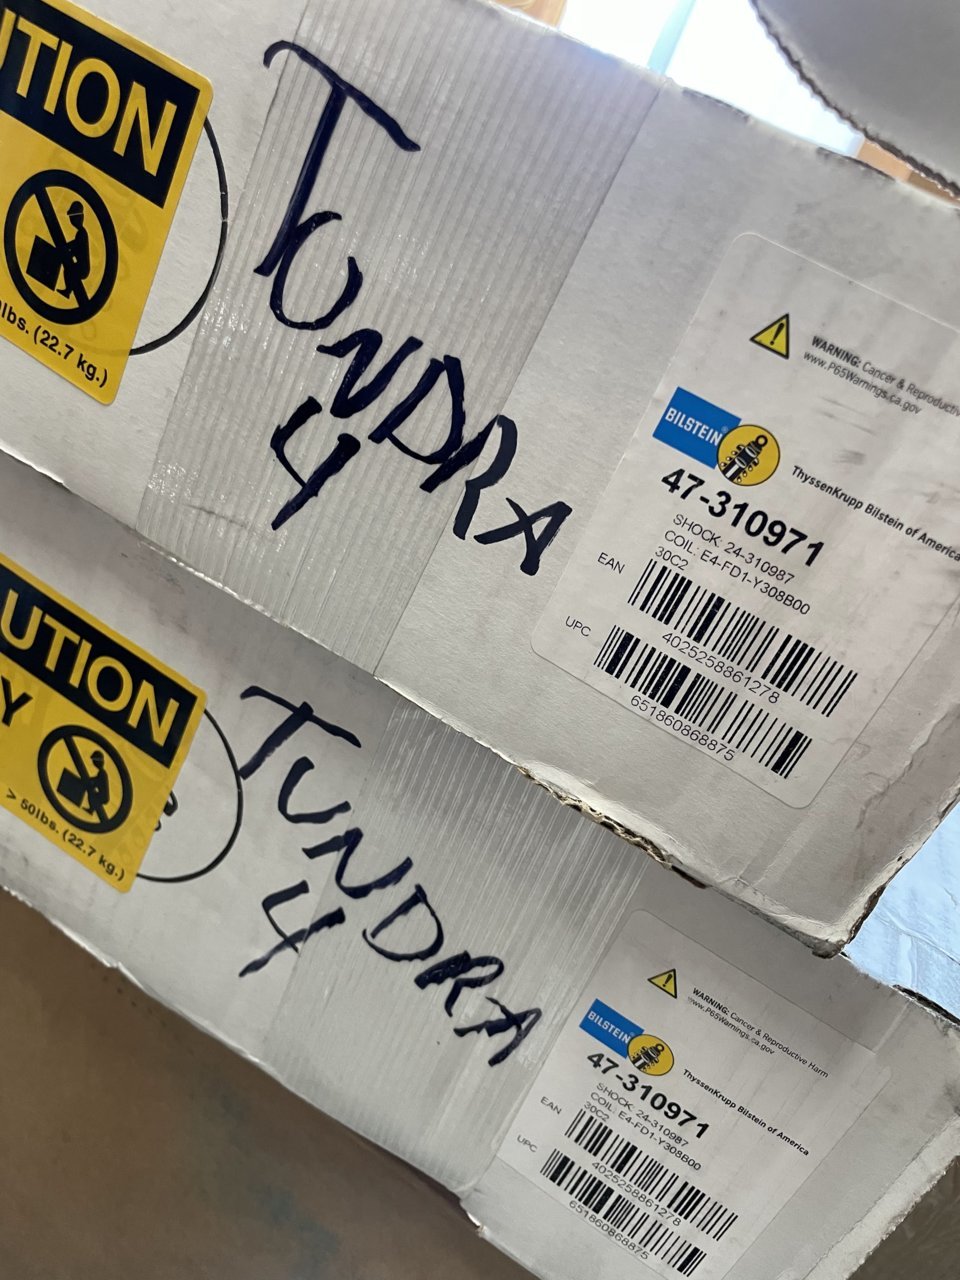 UTION
lbs. (22.7 kg.)
TUNDRA
4
WARNING: Cancer & Reproductive
www.P65Warnings.ca.gov
BILSTEIN®
ThyssenKrupp Bilstein of America
47-310971
SHOCK: 24-310987
COIL: E4-FD1-Y308B00
30C2
EAN
4025258861278
UPC
651860868875
UTION
Y
> 50lbs. (22.7 kg.)
TUNDRA
4
WARNING: Cancer & Reproductive Harm
www.P65Warnings.ca.gov
BILSTEIN
ThyssenKrupp Bilstein of America
47-310971
SHOCK: 24-310987
COIL: E4-FD1-Y308B00
30C2
EAN
4025258861278
UPC
651860868875